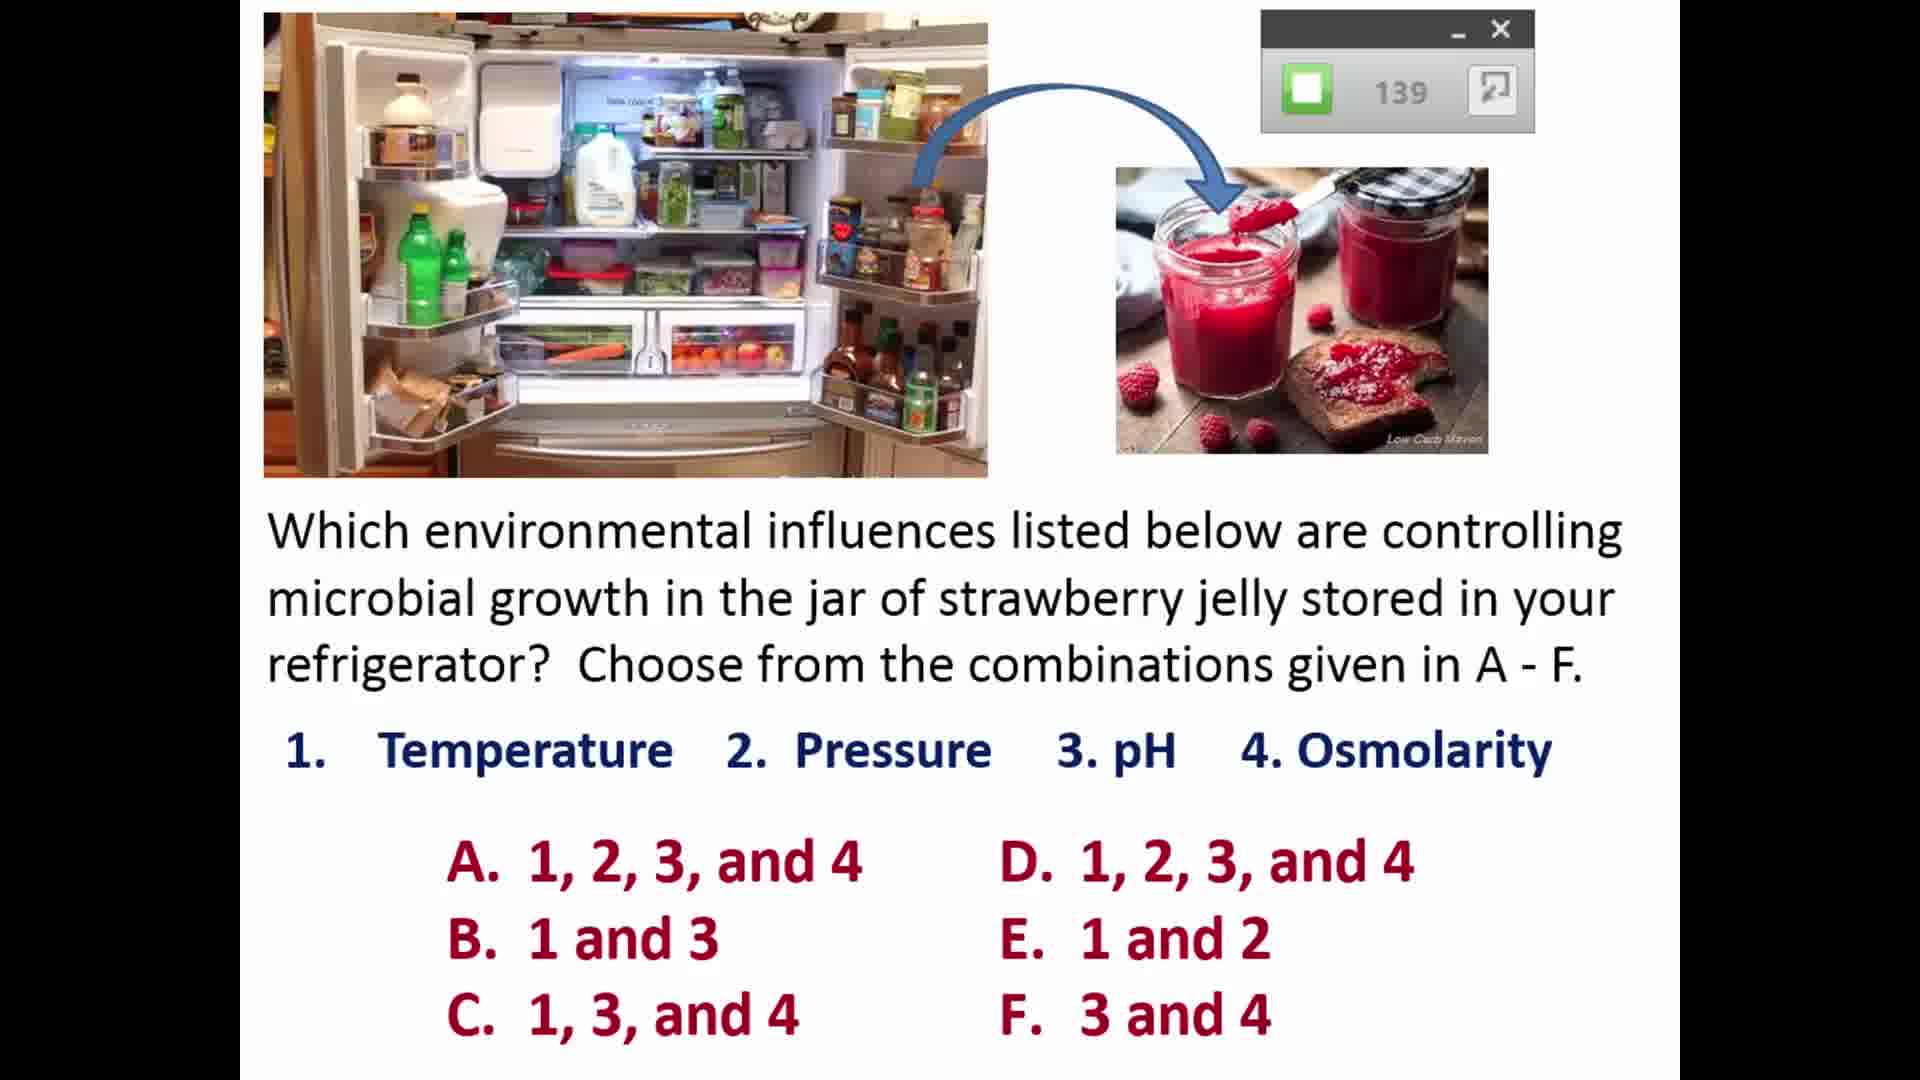 139
Low Carb Maven
Which environmental influences listed below are controlling
microbial growth in the jar of strawberry jelly stored in your
refrigerator? Choose from the combinations given in A - F.
1. Temperature 2. Pressure 3. pH 4. Osmolarity
A. 1, 2, 3, and 4
B. 1 and 3
C. 1, 3, and 4
D. 1, 2, 3, and 4
E. 1 and 2
F. 3 and 4